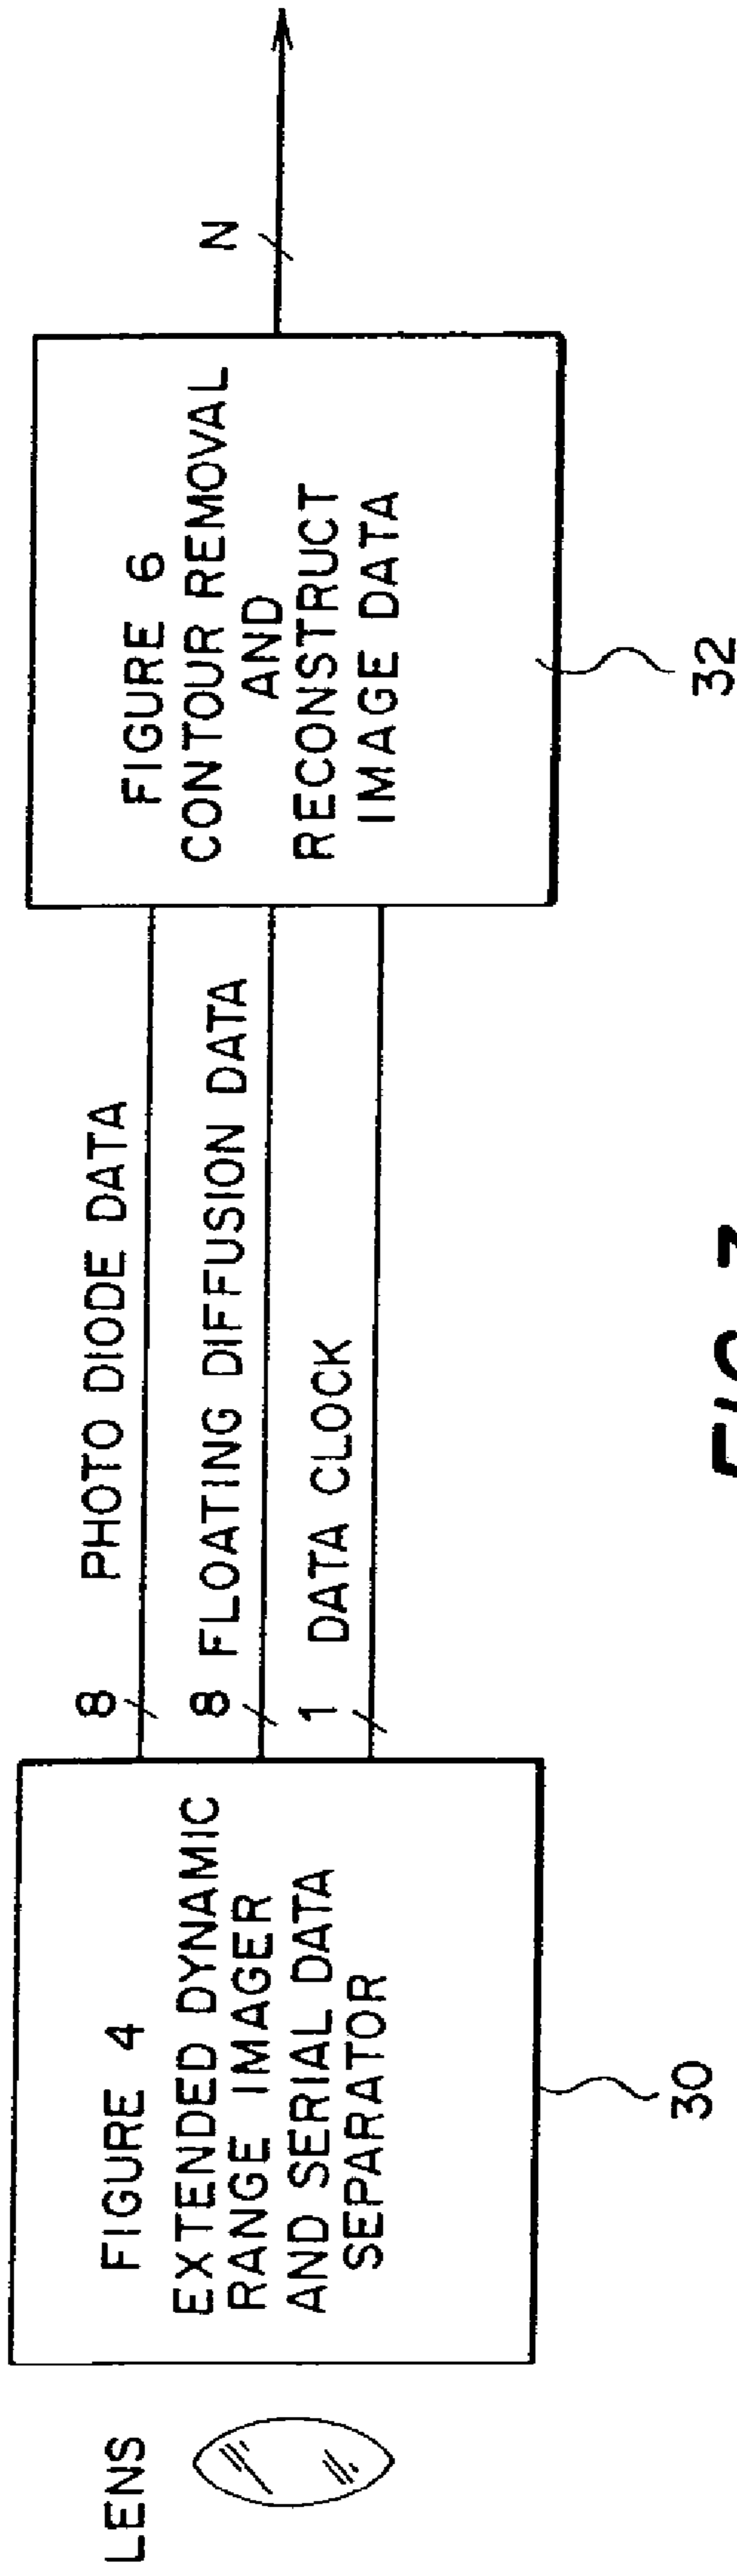 LENS
FIGURE 4
EXTENDED DYNAMIC
RANGE IMAGER
AND SERIAL DATA
SEPARATOR
30
8 PHOTO DIODE DATA
8 FLOATING DIFFUSION DATA
1 DATA CLOCK
FIGURE 6
CONTOUR REMOVAL
AND
RECONSTRUCT
IMAGE DATA
32
N